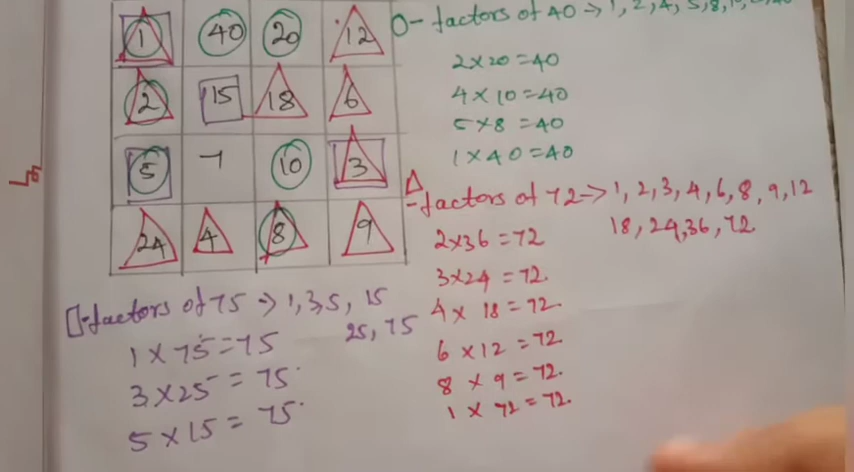 1 40 20 12
2 15 18 6
5 7 10 3
24 4 8 9
O- factors of 40 → 1, 2, 4, 5, 8,
2 x 20 = 40
4 x 10 = 40
5 x 8 = 40
1 x 40 = 40
△ -factors of 72 → 1, 2, 3, 4, 6, 8, 9, 12
18, 24, 36, 72
2 x 36 = 72
3 x 24 = 72.
4 x 18 = 72.
6 x 12 = 72
8 x 9 = 72.
1 x 72 = 72.
□-factors of 75 → 1, 3, 5, 15
25, 75
1 x 75 = 75
3 x 25 = 75
5 x 15 = 75